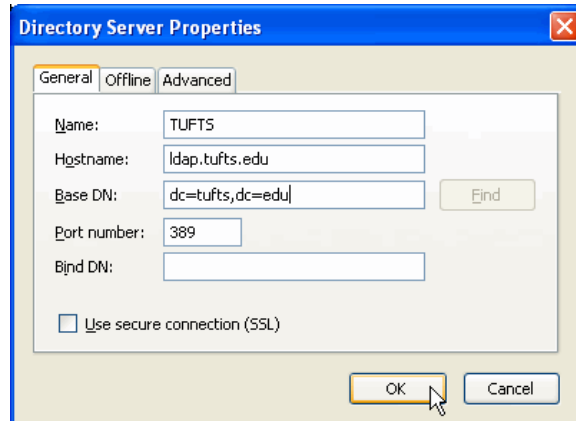 Directory Server Properties
General Offline Advanced
Name: TUFTS
Hostname: ldap.tufts.edu
Base DN: dc=tufts,dc=edu Find
Port number: 389
Bind DN:
Use secure connection (SSL)
OK Cancel